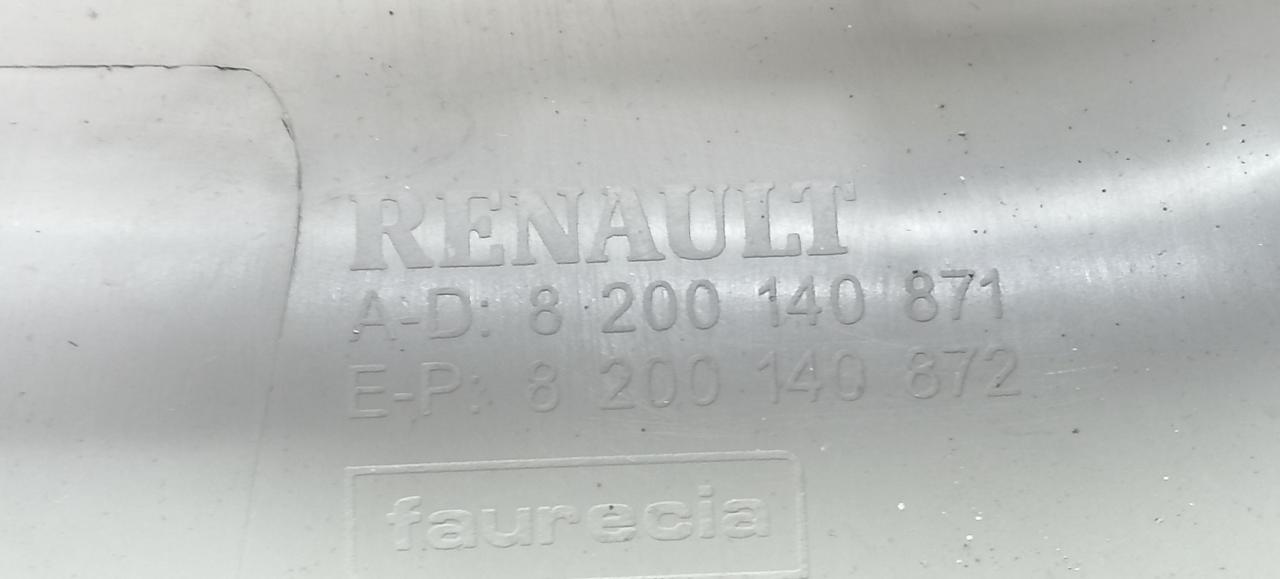 RENAULT
A-D: 8 200 140 871
E-P: 8 200 140 872
faurecia